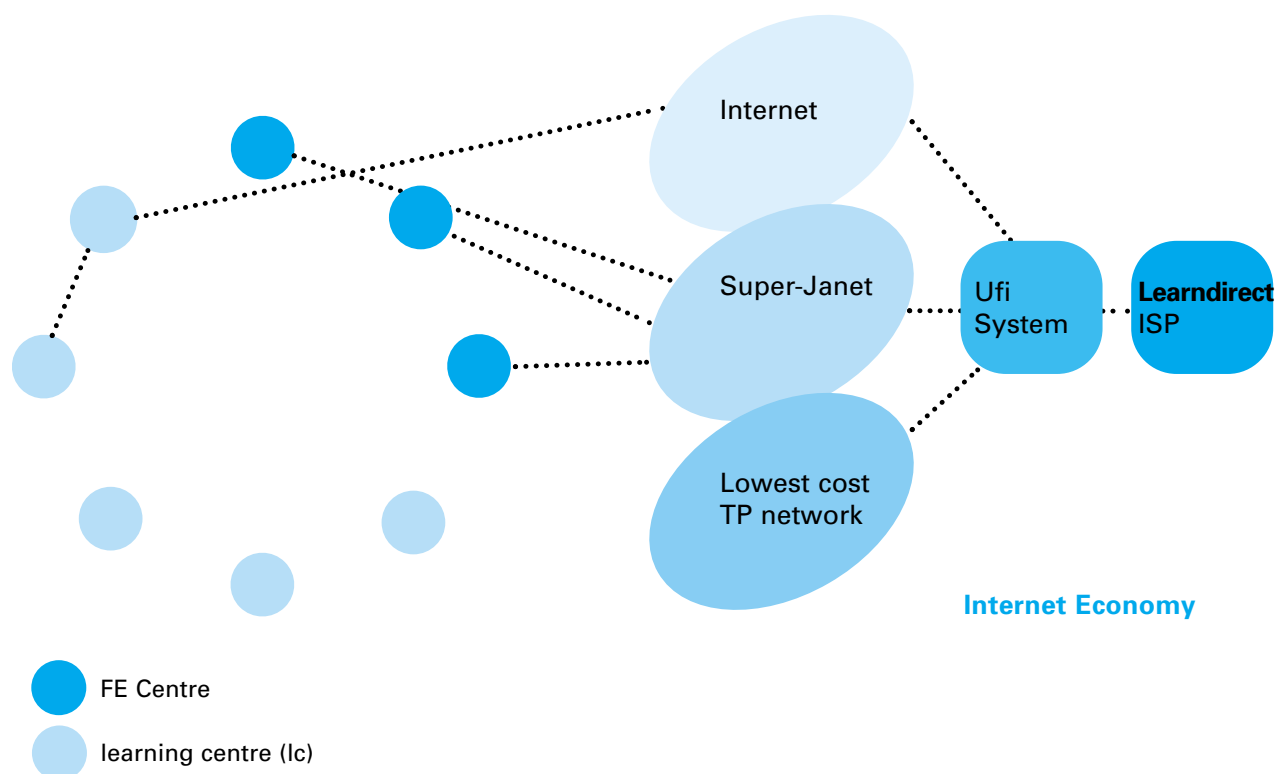 Internet
Super-Janet
Ufi
System
Learndirect
ISP
Lowest cost
TP network
Internet Economy
FE Centre
learning centre (lc)